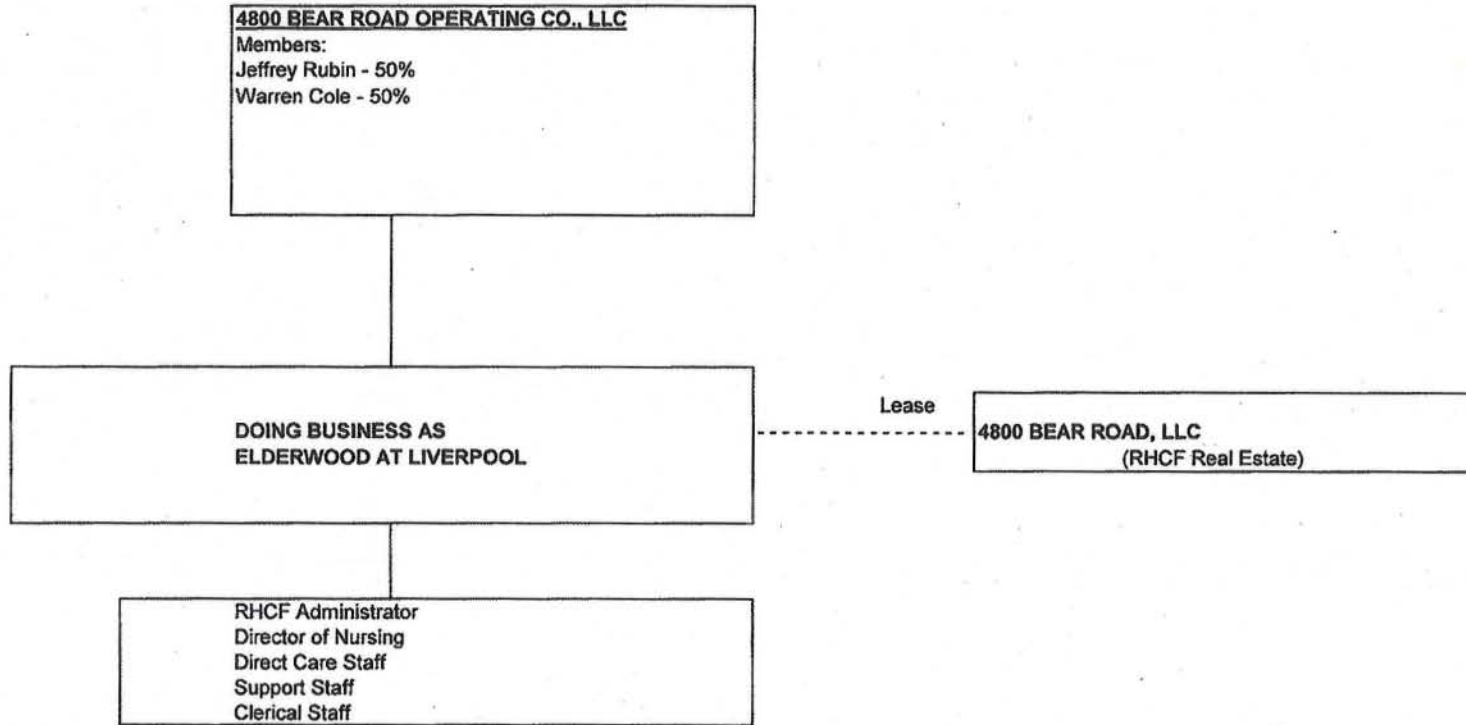 4800 BEAR ROAD OPERATING CO., LLC
Members:
Jeffrey Rubin - 50%
Warren Cole - 50%
DOING BUSINESS AS
ELDERWOOD AT LIVERPOOL
Lease
4800 BEAR ROAD, LLC
(RHCF Real Estate)
RHCF Administrator
Director of Nursing
Direct Care Staff
Support Staff
Clerical Staff